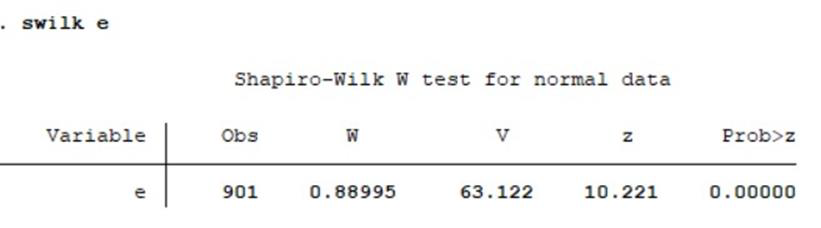 . swilk e
Shapiro-Wilk W test for normal data
Variable Obs W V z Prob>z
e 901 0.88995 63.122 10.221 0.00000